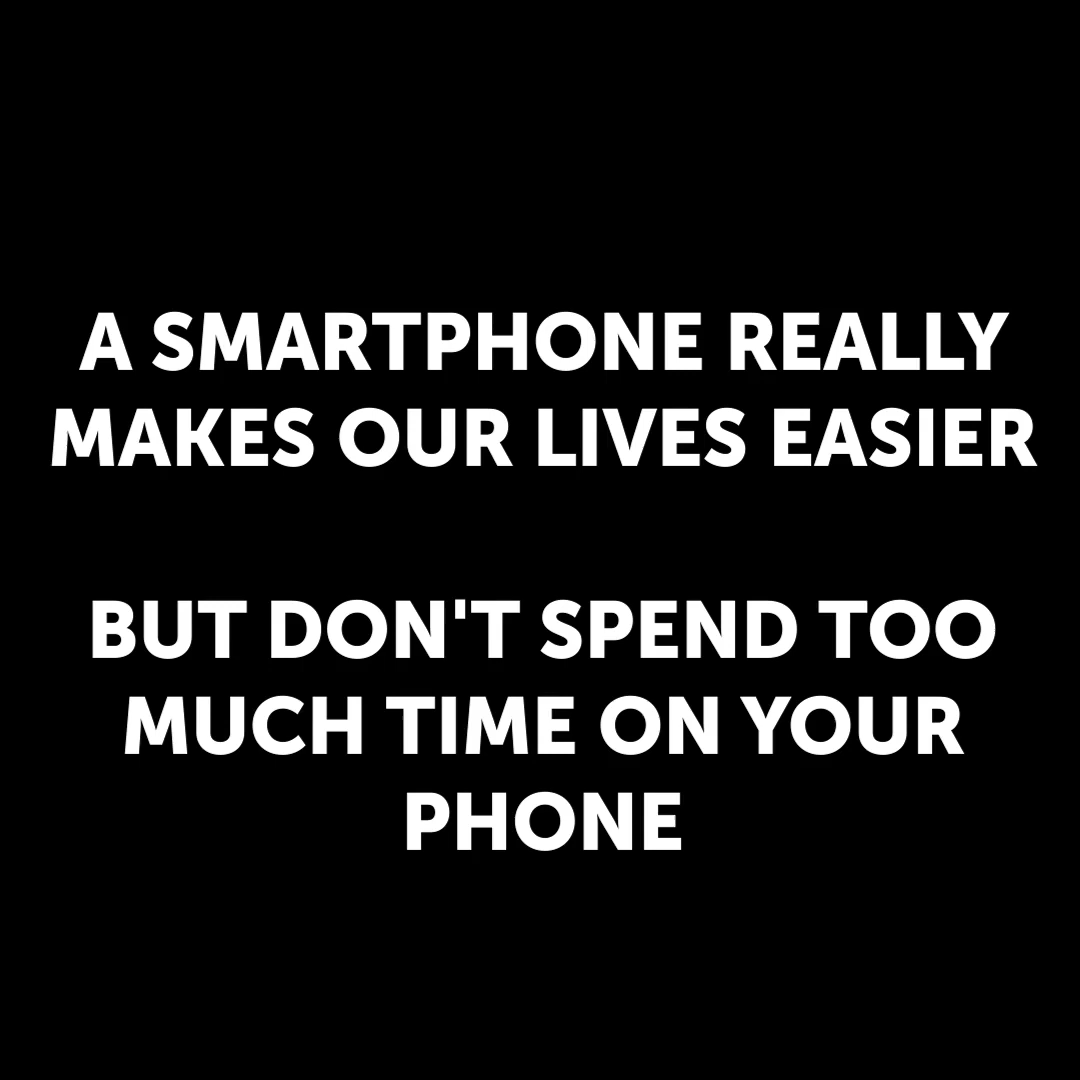 A SMARTPHONE REALLY
MAKES OUR LIVES EASIER
BUT DON'T SPEND TOO
MUCH TIME ON YOUR
PHONE